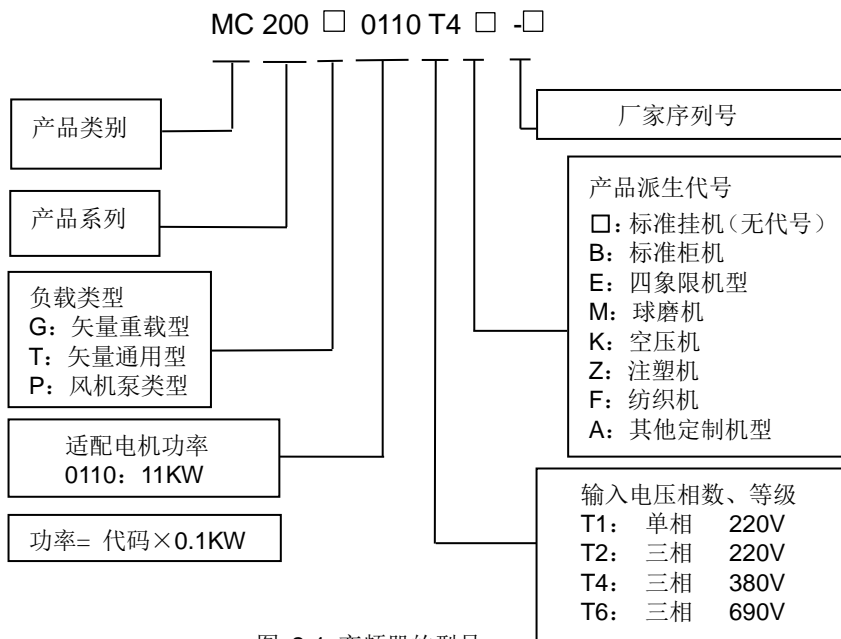 MC 200 □ 0110 T4 □ -□
产品类别
产品系列
负载类型
G：矢量重载型
T：矢量通用型
P：风机泵类型
适配电机功率
0110：11KW
功率= 代码×0.1KW
厂家序列号
产品派生代号
□：标准挂机（无代号）
B：标准柜机
E：四象限机型
M：球磨机
K：空压机
Z：注塑机
F：纺织机
A：其他定制机型
输入电压相数、等级
T1： 单相 220V
T2： 三相 220V
T4： 三相 380V
T6： 三相 690V